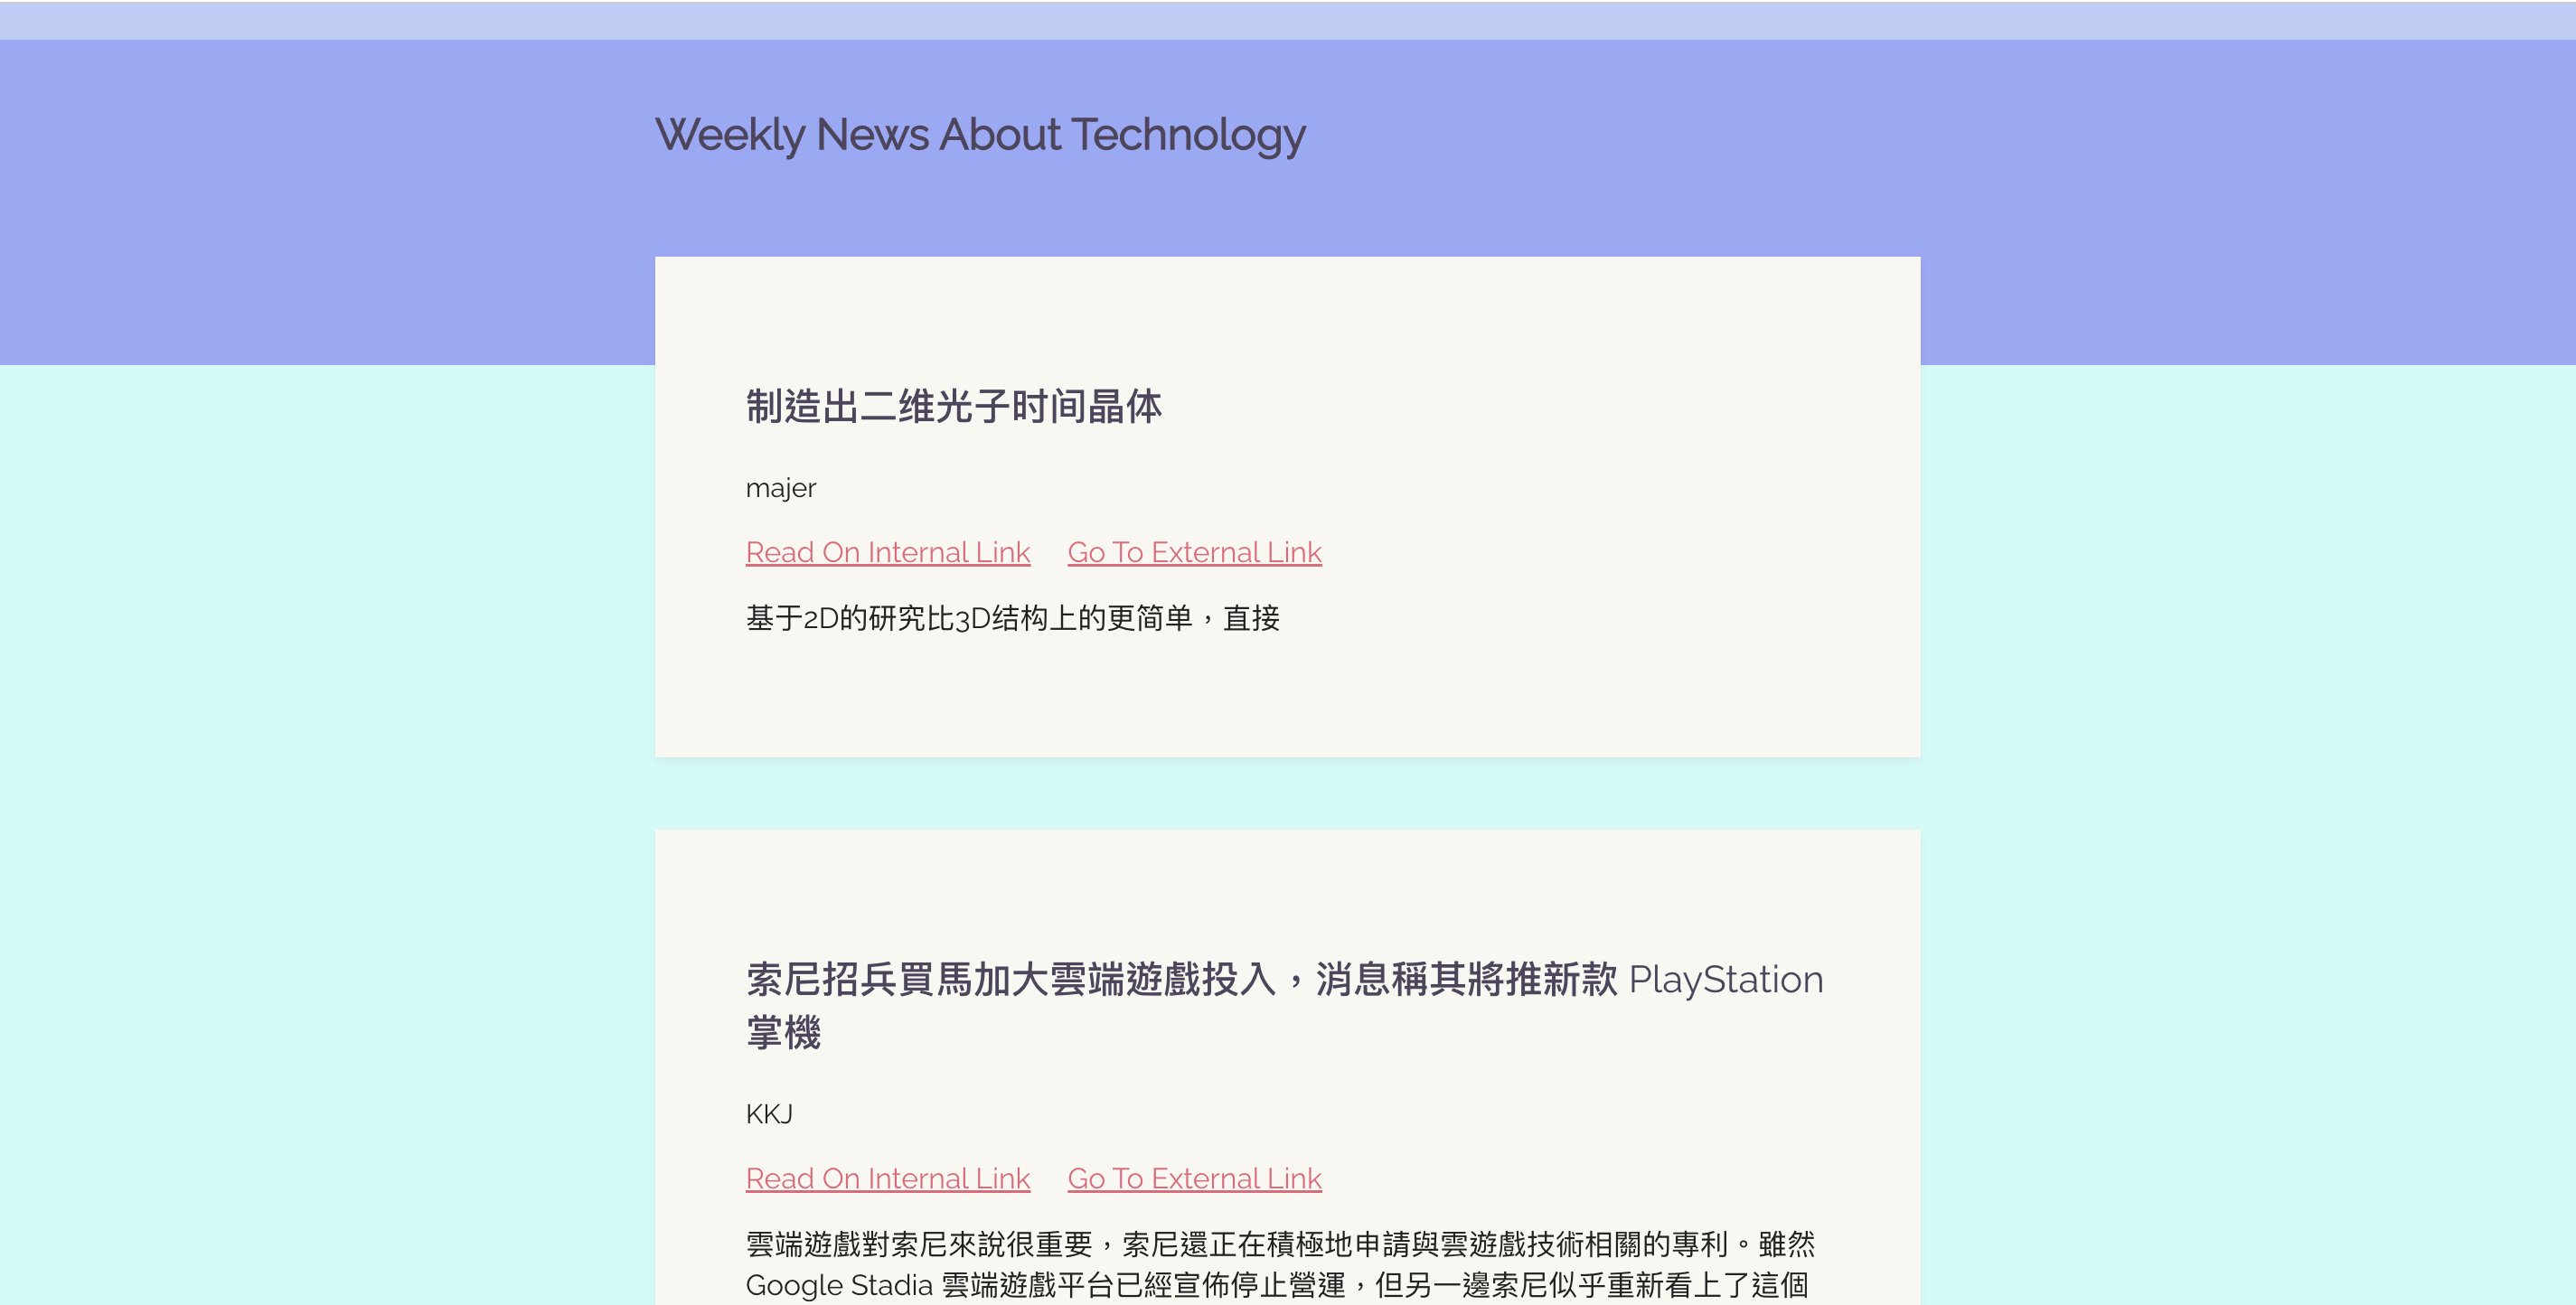 Weekly News About Technology
制造出二维光子时间晶体
majer
Read On Internal Link Go To External Link
基于2D的研究比3D结构上的更简单，直接
索尼招兵買馬加大雲端遊戲投入，消息稱其將推新款 PlayStation
掌機
KKJ
Read On Internal Link Go To External Link
雲端遊戲對索尼來說很重要，索尼還正在積極地申請與雲遊戲技術相關的專利。雖然
Google Stadia 雲端遊戲平台已經宣佈停止營運，但另一邊索尼似乎重新看上了這個